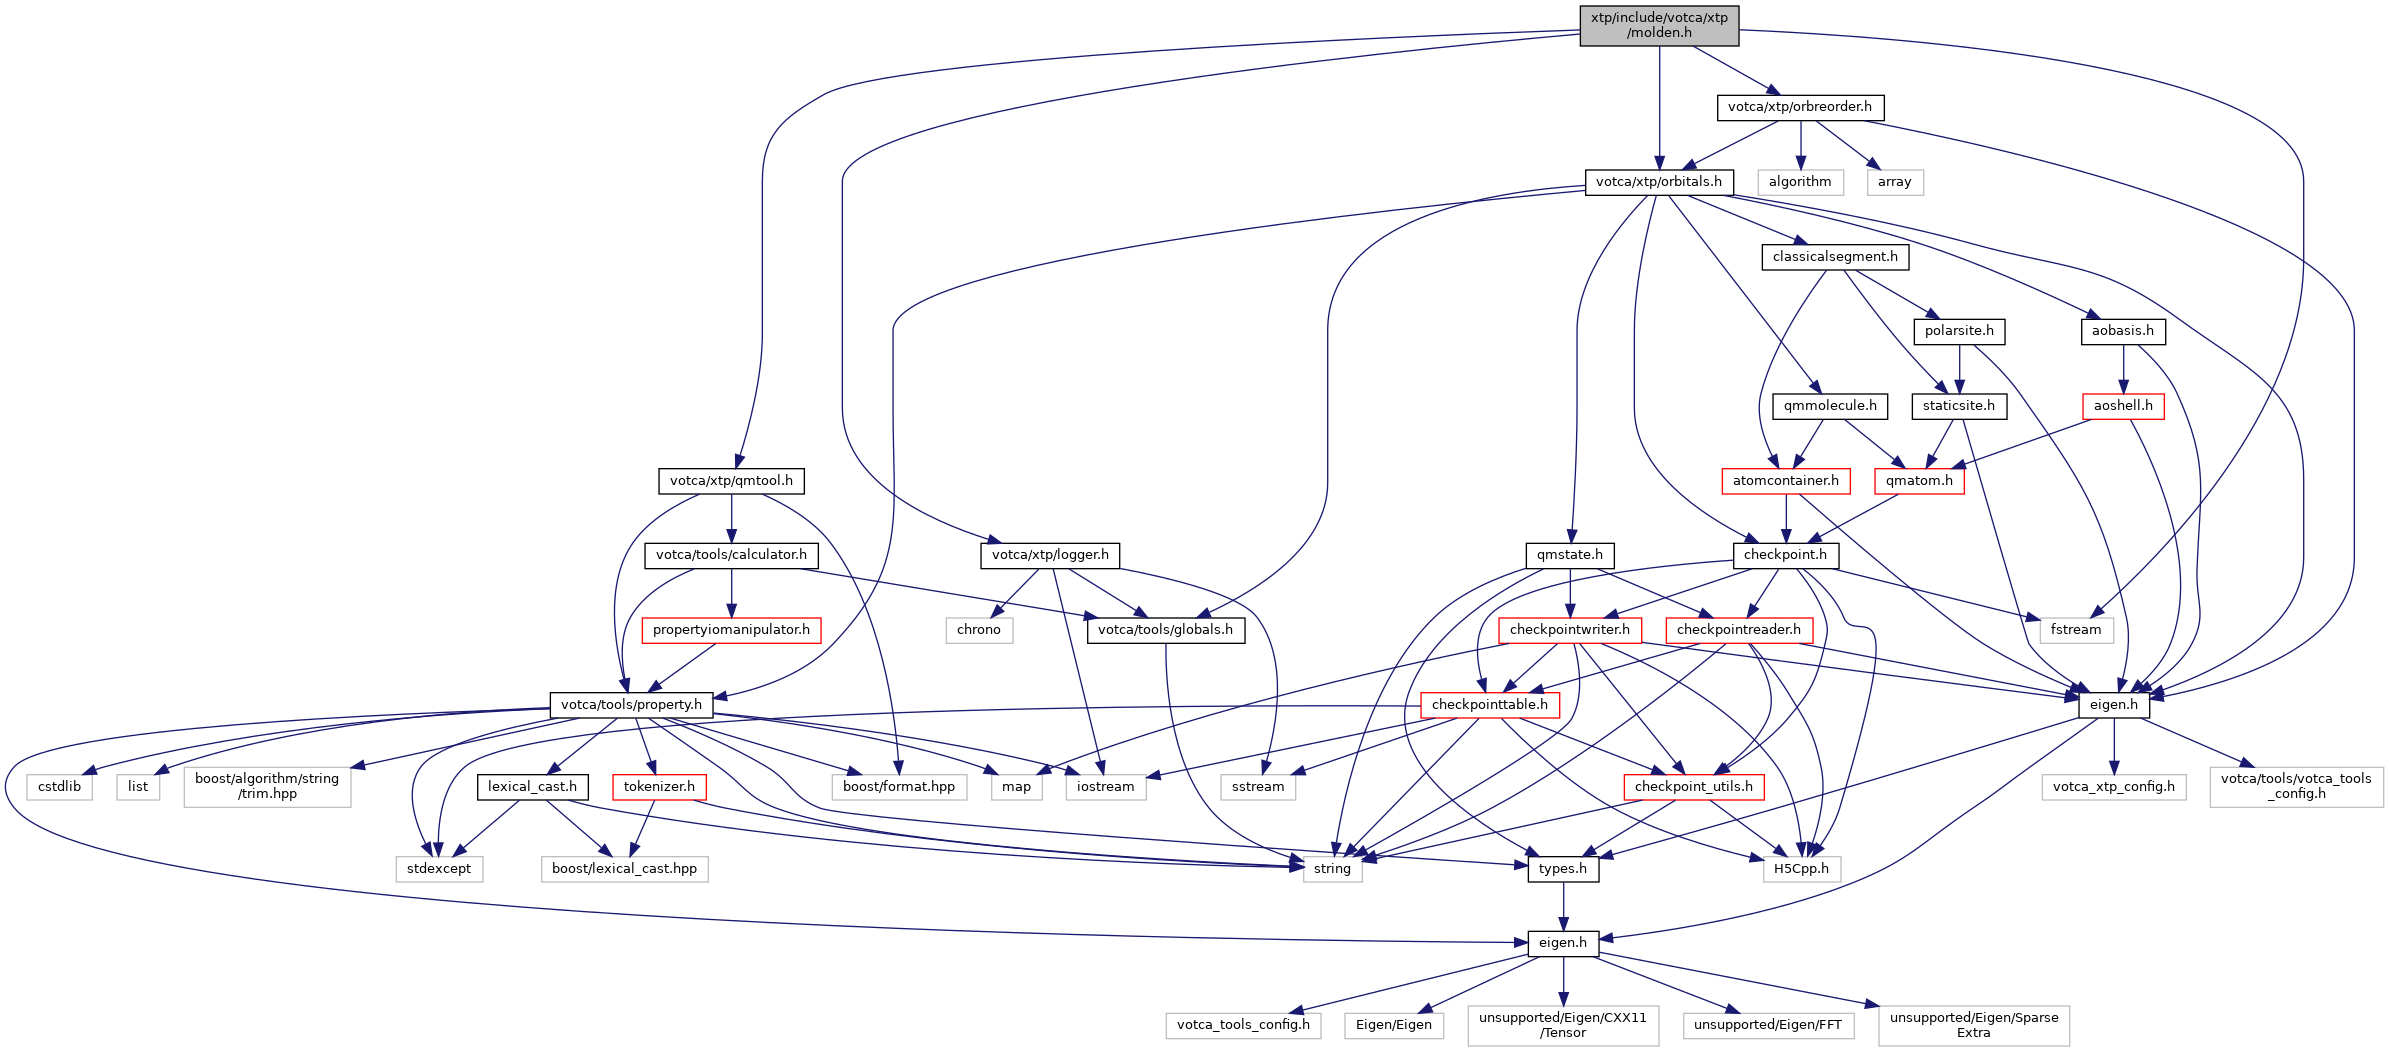 xtp/include/votca/xtp
/molden.h
votca/xtp/orbreorder.h
votca/xtp/orbitals.h
algorithm
array
classicalsegment.h
polarsite.h
aobasis.h
qmmolecule.h
staticsite.h
aoshell.h
votca/xtp/qmtool.h
atomcontainer.h
qmatom.h
votca/tools/calculator.h
votca/xtp/logger.h
qmstate.h
checkpoint.h
propertyiomanipulator.h
chrono
votca/tools/globals.h
checkpointwriter.h
checkpointreader.h
fstream
votca/tools/property.h
checkpointtable.h
eigen.h
cstdlib
list
boost/algorithm/string
/trim.hpp
lexical_cast.h
tokenizer.h
boost/format.hpp
map
iostream
sstream
checkpoint_utils.h
votca_xtp_config.h
votca/tools/votca_tools
_config.h
stdexcept
boost/lexical_cast.hpp
string
types.h
H5Cpp.h
eigen.h
votca_tools_config.h
Eigen/Eigen
unsupported/Eigen/CXX11
/Tensor
unsupported/Eigen/FFT
unsupported/Eigen/Sparse
Extra